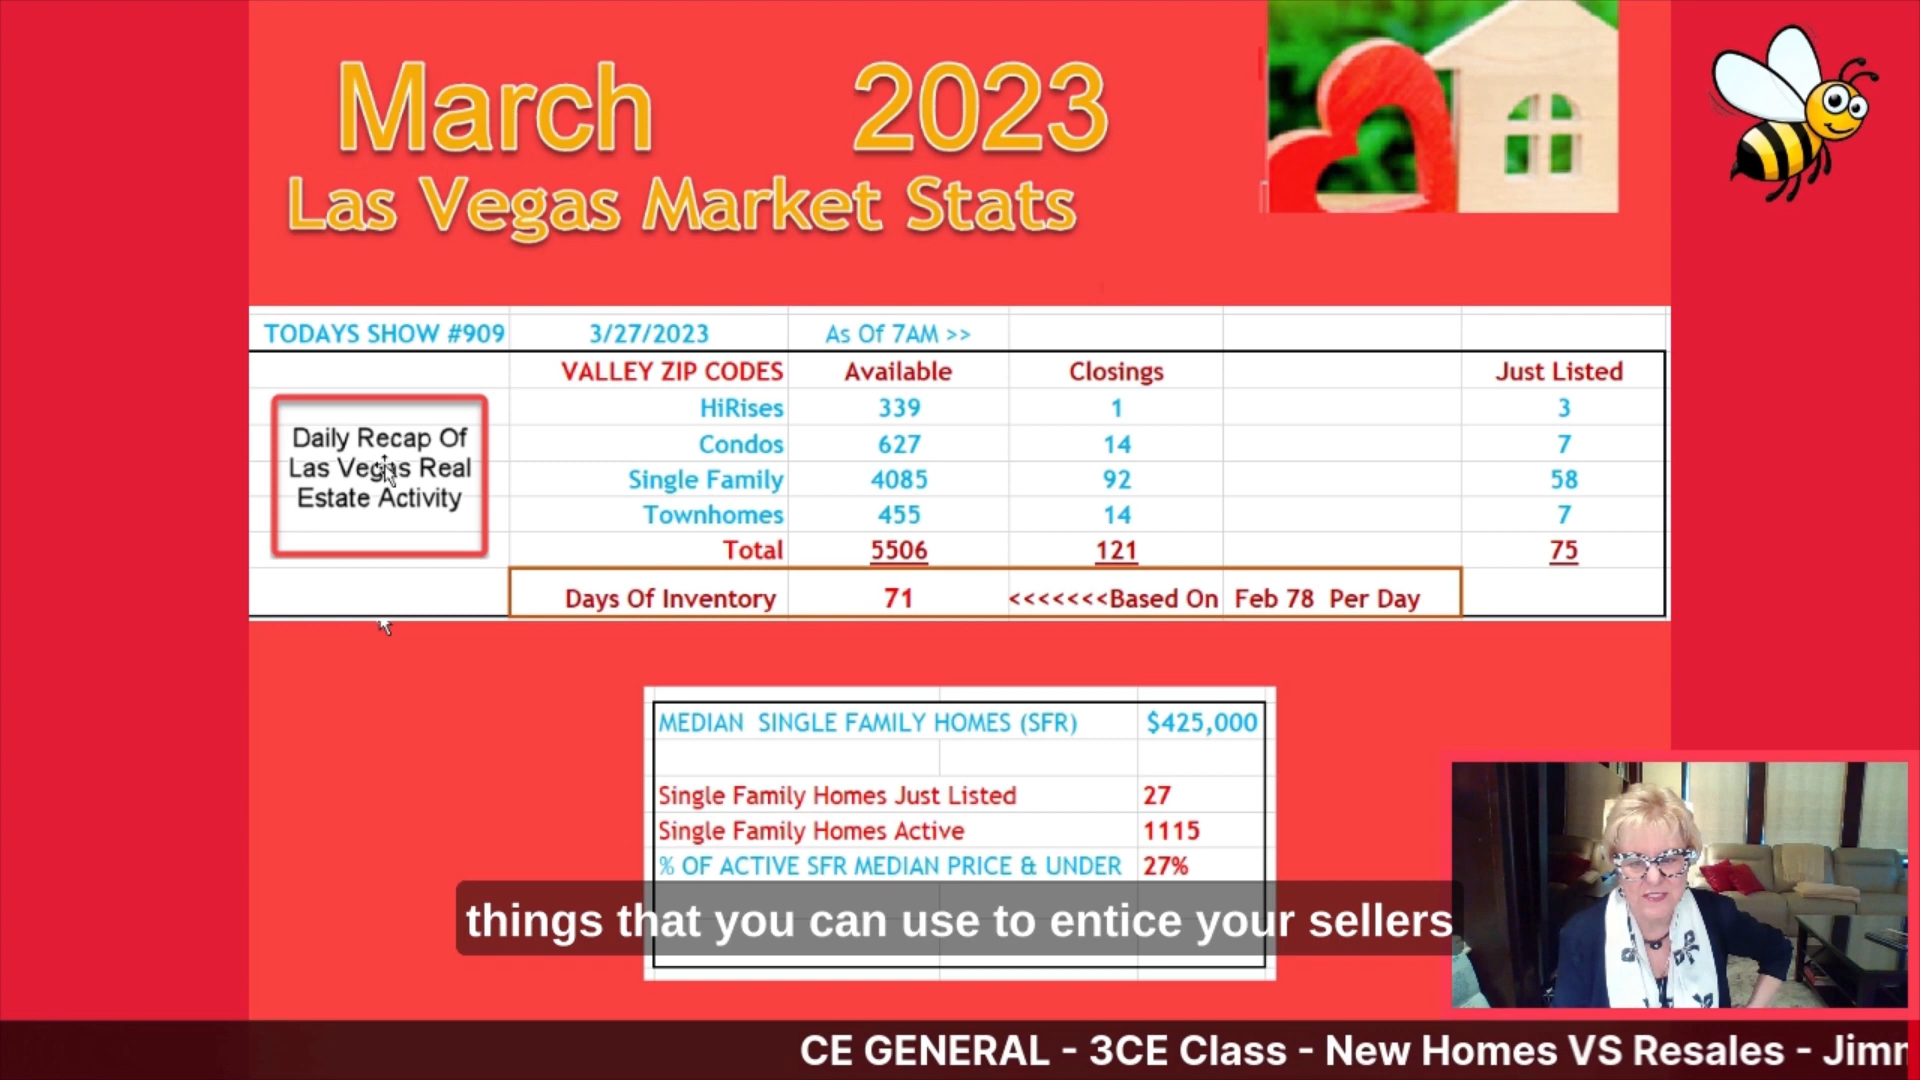 March 2023
Las Vegas Market Stats
TODAYS SHOW #909 3/27/2023 As Of 7AM >>
VALLEY ZIP CODES Available Closings Just Listed
HiRises 339 1 3
Condos 627 14 7
Single Family 4085 92 58
Townhomes 455 14 7
Total 5506 121 75
Days Of Inventory 71 <<<<<<<Based On Feb 78 Per Day
Daily Recap Of
Las Vegas Real
Estate Activity
MEDIAN SINGLE FAMILY HOMES (SFR) $425,000
Single Family Homes Just Listed 27
Single Family Homes Active 1115
% OF ACTIVE SFR MEDIAN PRICE & UNDER 27%
things that you can use to entice your sellers
CE GENERAL - 3CE Class - New Homes VS Resales -